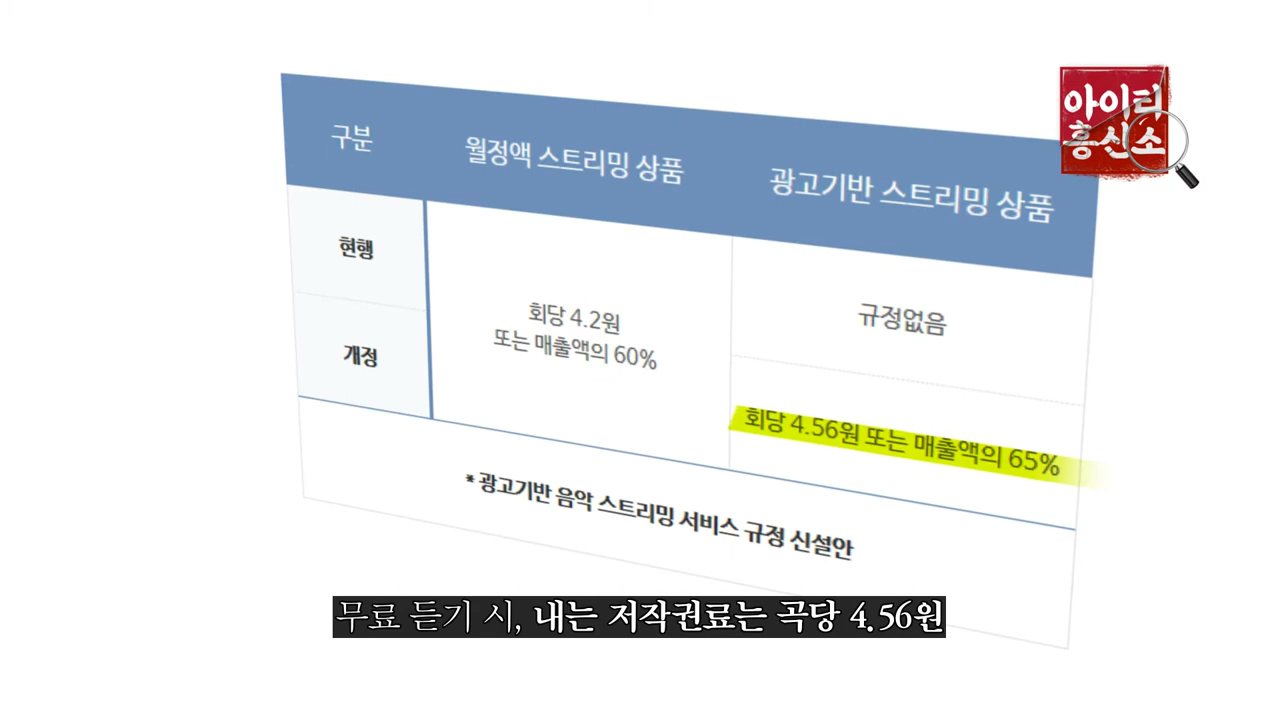 아이티
흥신소
구분
월정액 스트리밍 상품
광고기반 스트리밍 상품
현행
회당 4.2원
또는 매출액의 60%
규정없음
개정
회당 4.56원 또는 매출액의 65%
* 광고기반 음악 스트리밍 서비스 규정 신설안
무료 듣기 시, 내는 저작권료는 곡당 4.56원